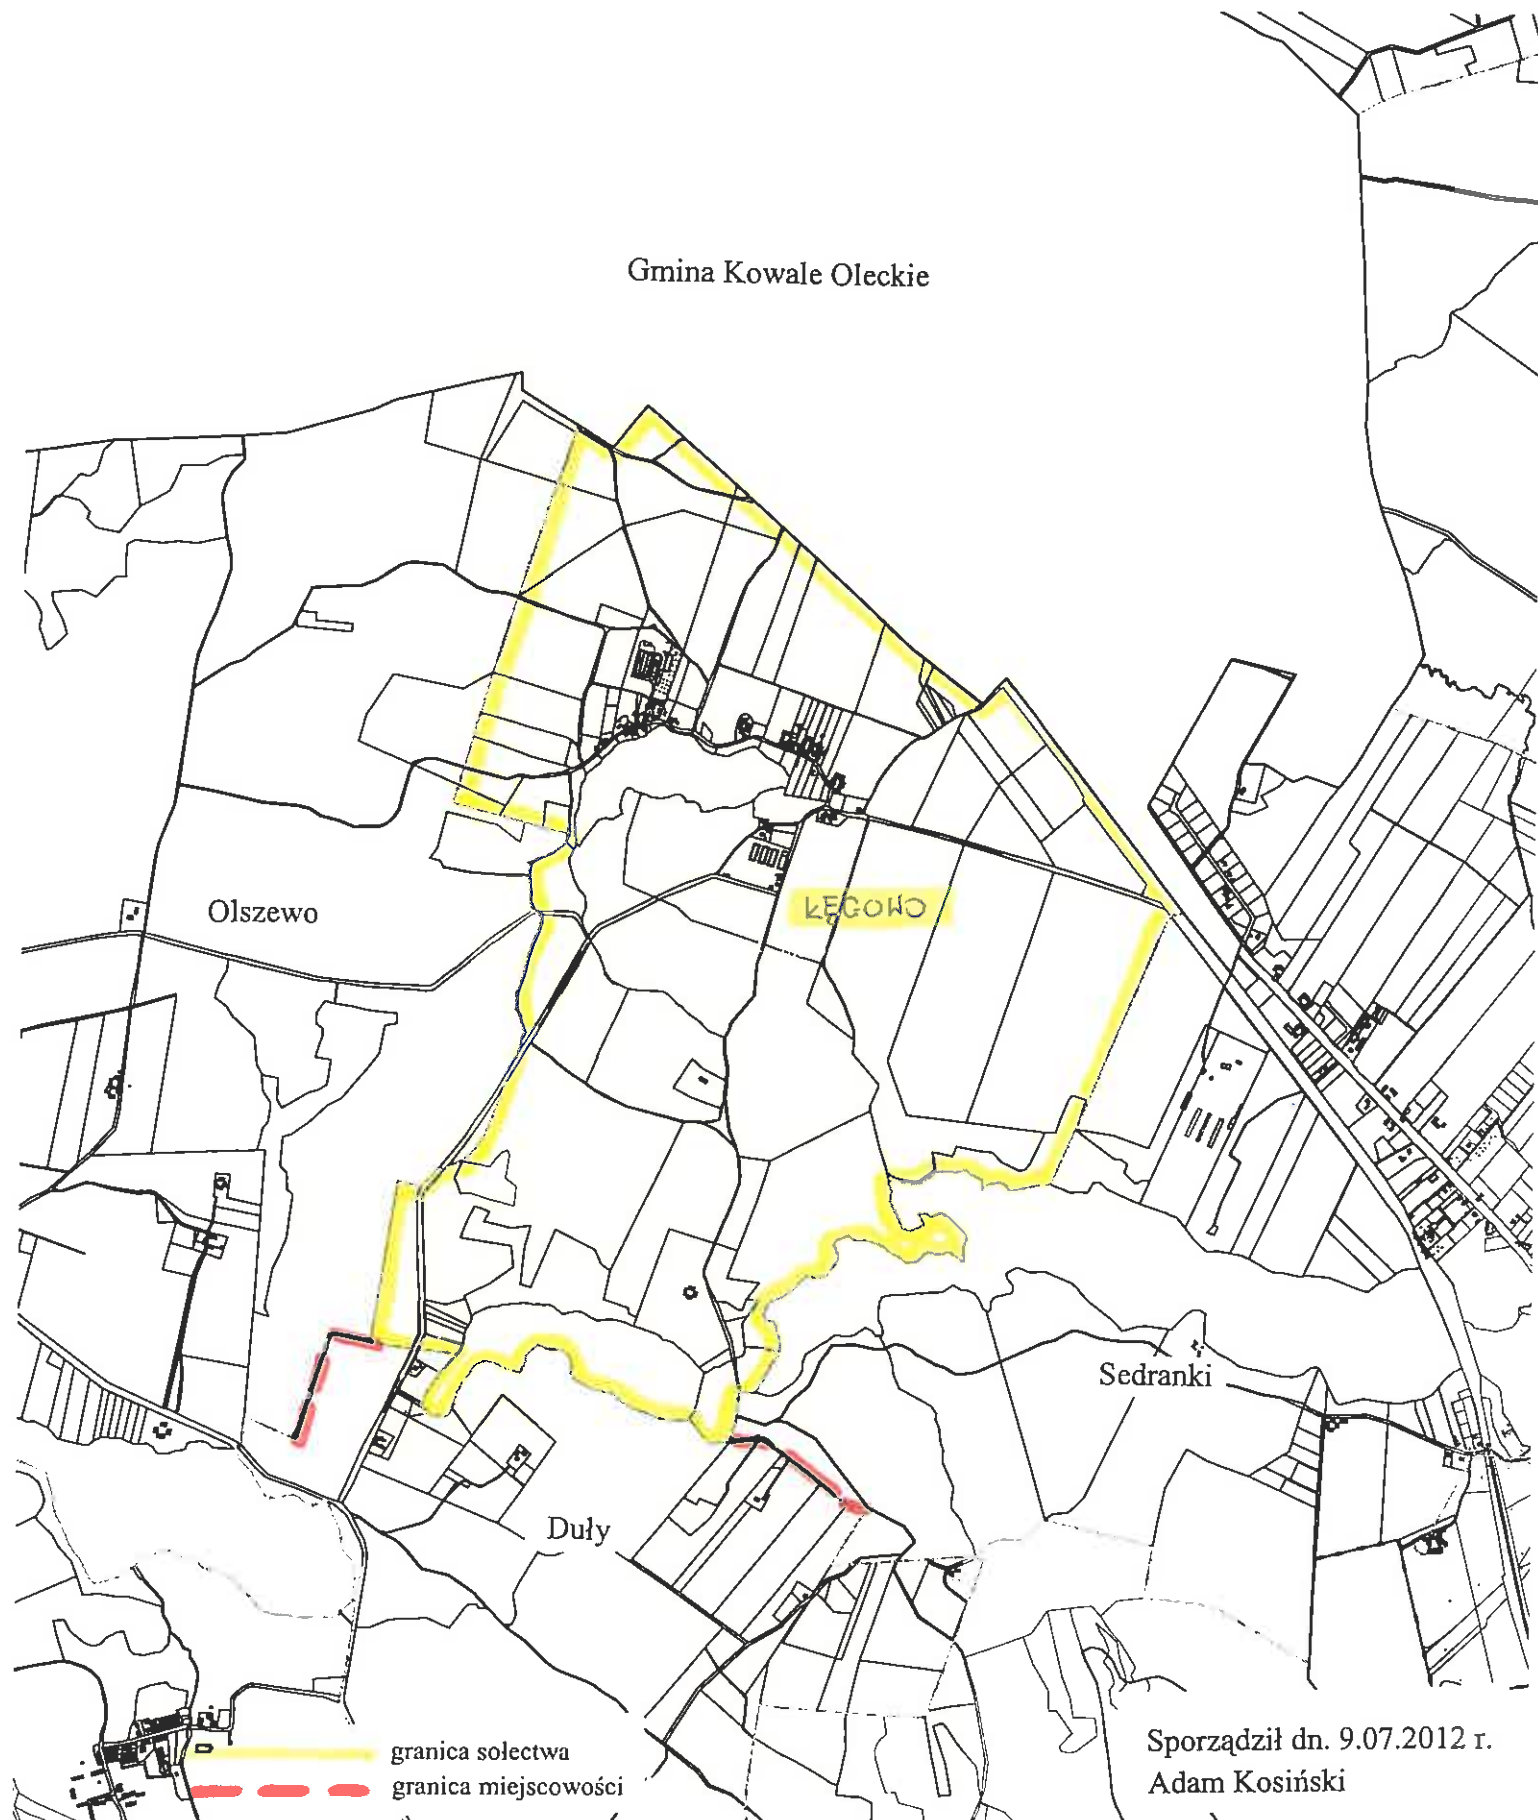 Gmina Kowale Oleckie
Olszewo
ŁĘGOWO
Sedranki
Duły
granica sołectwa
granica miejscowości
Sporządził dn. 9.07.2012 r.
Adam Kosiński